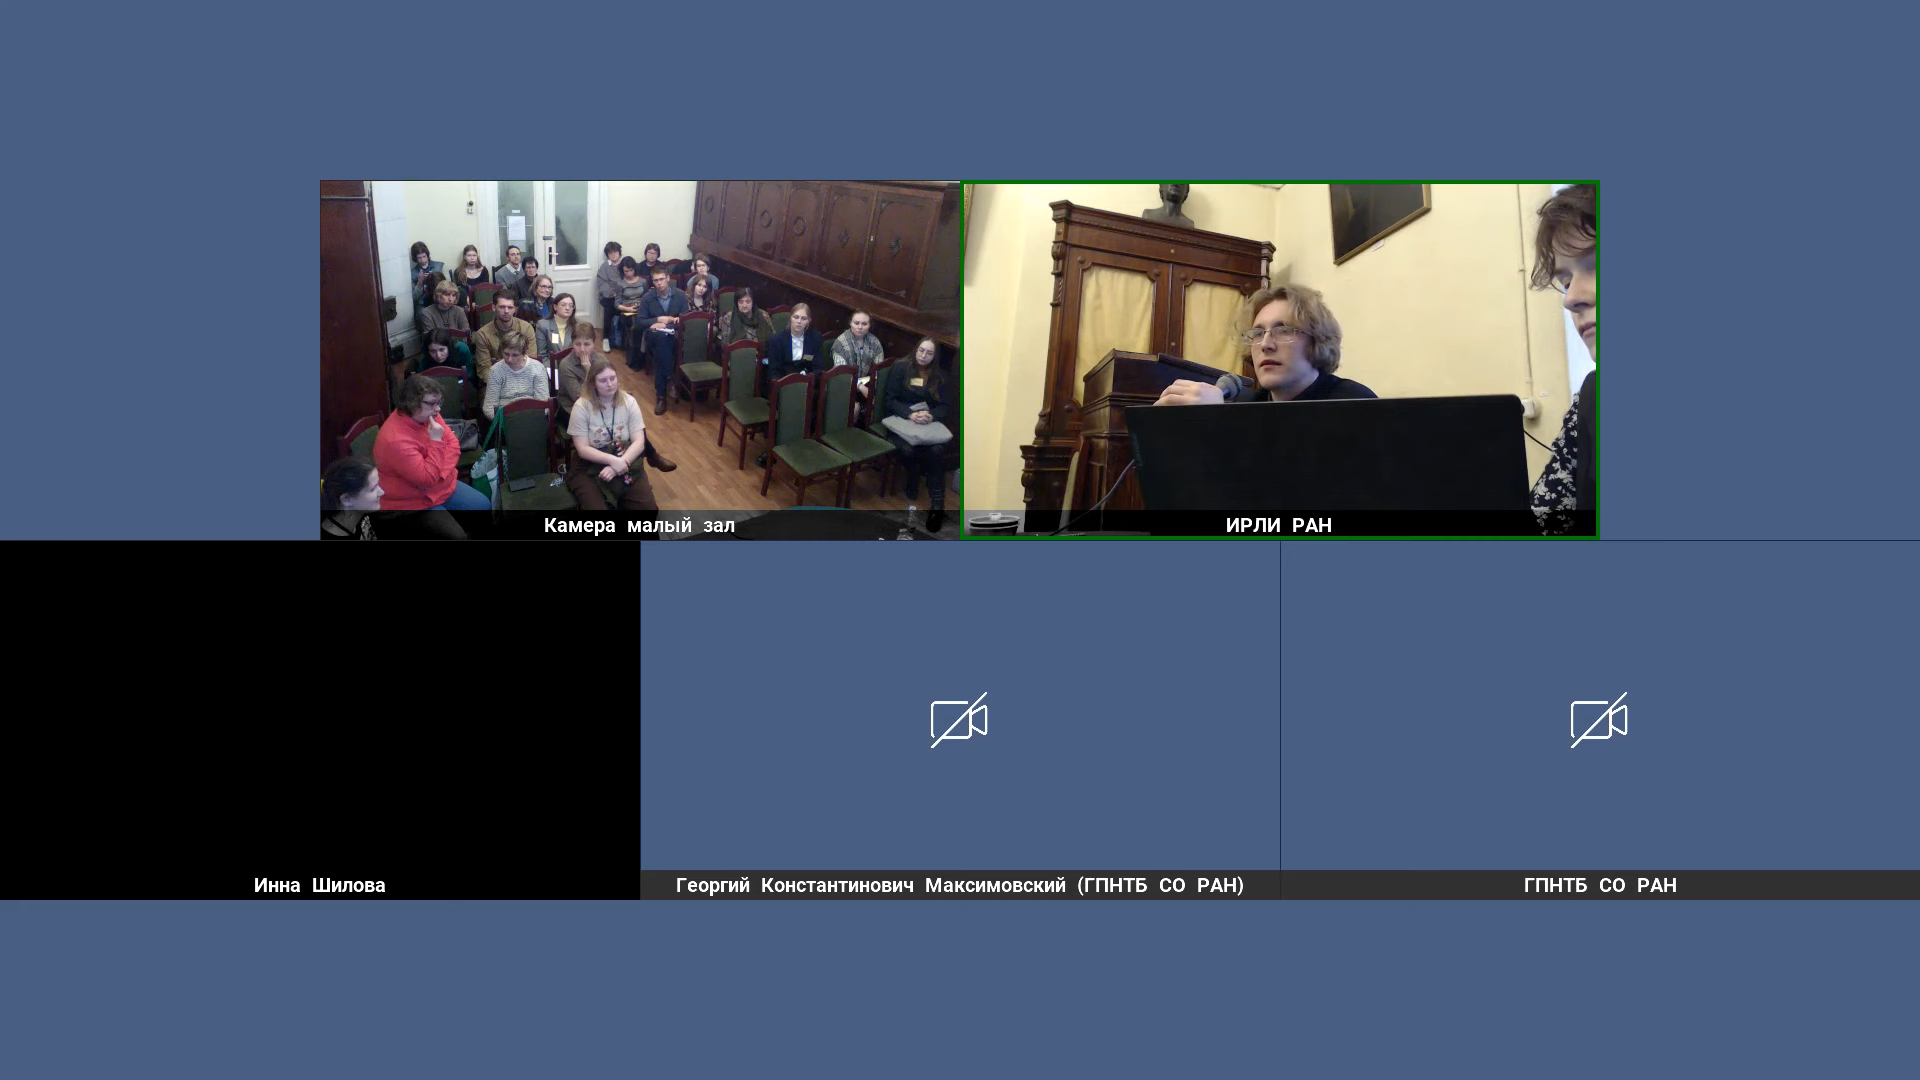 Камера малый зал
ИРЛИ РАН
Инна Шилова
Георгий Константинович Максимовский (ГПНТБ СО РАН)
ГПНТБ СО РАН